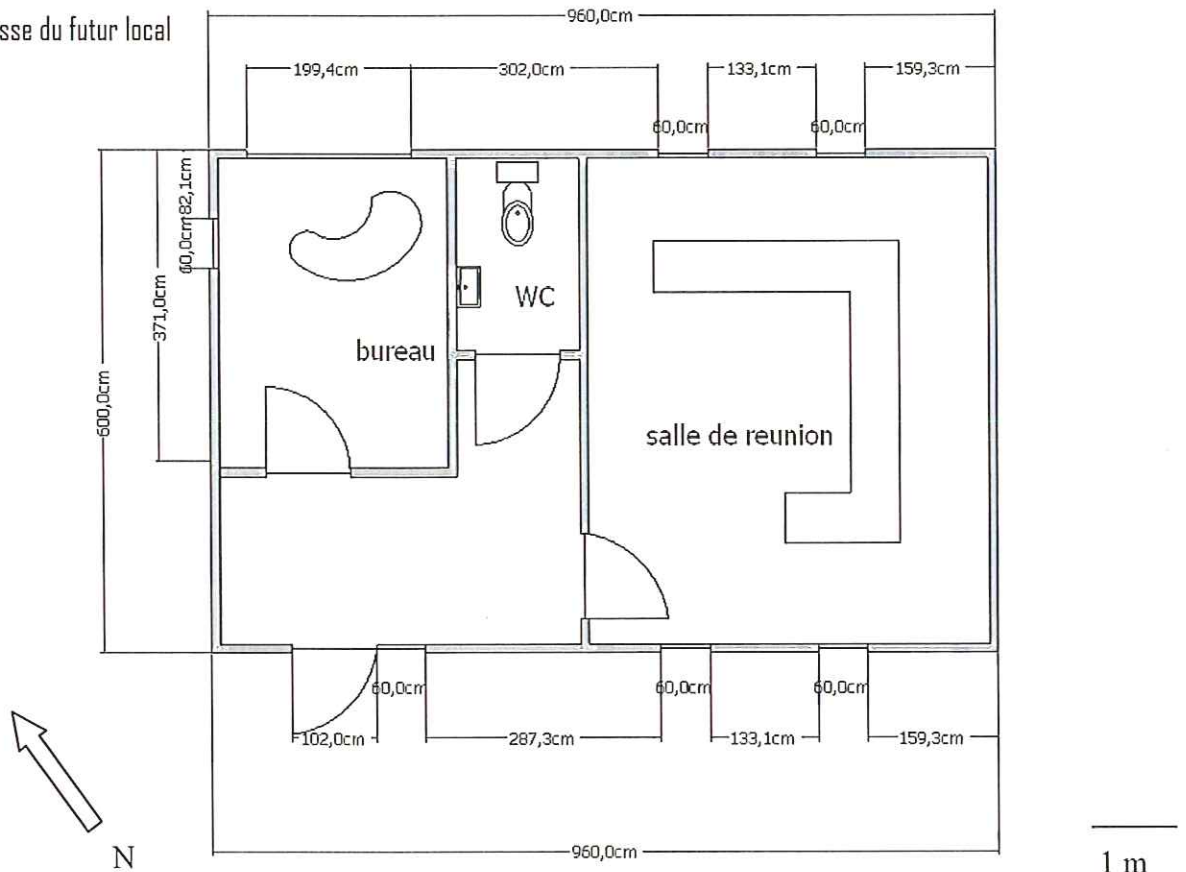 960,0cm
sse du futur local
199,4cm
302,0cm
133,1cm
159,3cm
60,0cm
60,0cm
82,1cm
60,0cm
371,0cm
600,0cm
WC
bureau
salle de reunion
60,0cm
60,0cm
60,0cm
102,0cm
287,3cm
133,1cm
159,3cm
960,0cm
N
1 m